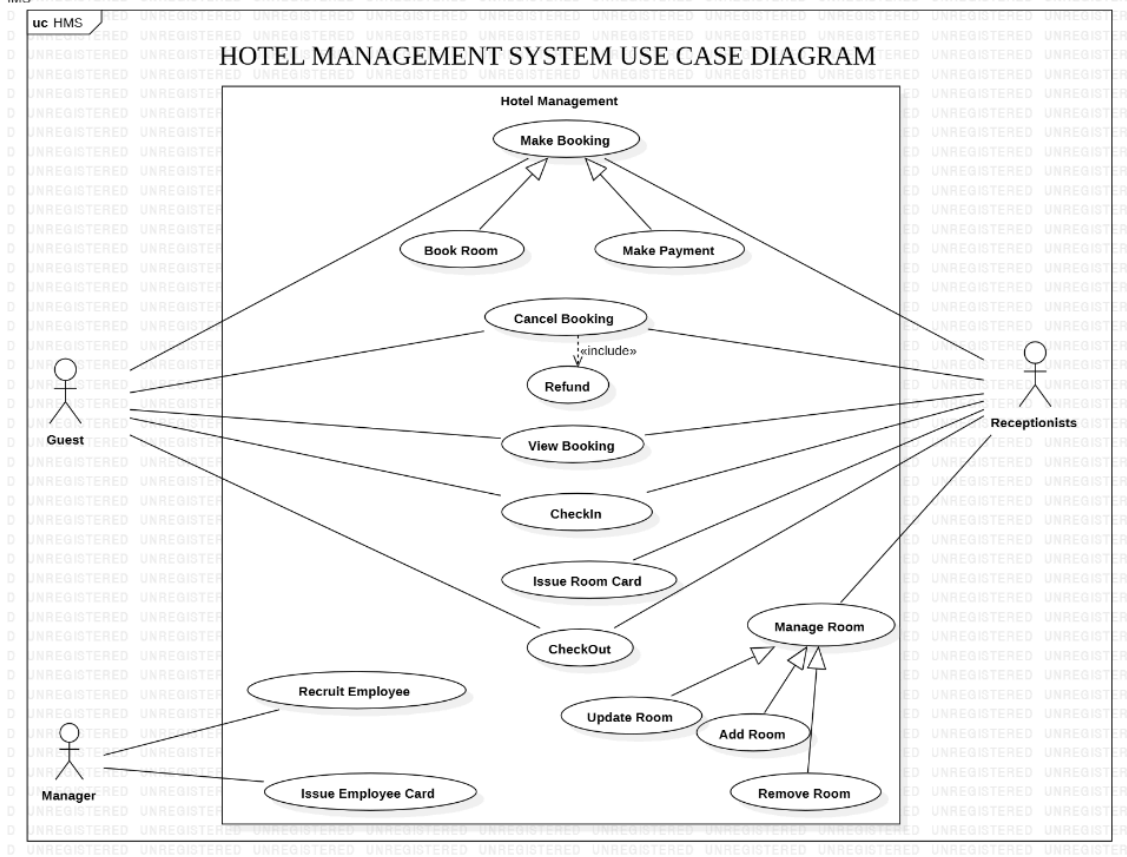 uc HMS
HOTEL MANAGEMENT SYSTEM USE CASE DIAGRAM
Hotel Management
Make Booking
Book Room
Make Payment
Cancel Booking
«include»
Refund
Guest
Receptionists
View Booking
CheckIn
Issue Room Card
Manage Room
CheckOut
Recruit Employee
Update Room
Add Room
Manager
Issue Employee Card
Remove Room
UNREGISTERED